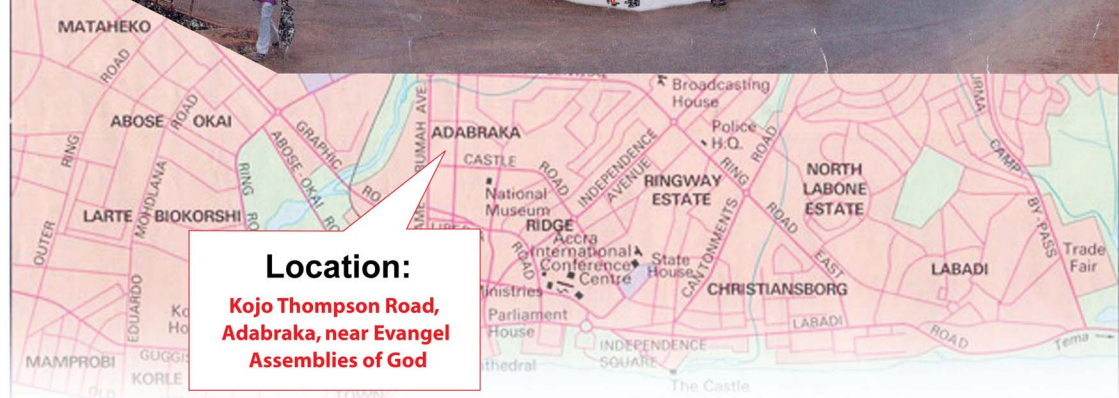 MATAHEKO
ROAD
Broadcasting
House
ABOSE OKAI
ROAD
GRAPHIC
ABOSE OKAI
ADABRAKA
CASTLE
ROAD
INDEPENDENCE
AVENUE
Police
H.Q.
RING
ROAD
CAMP
BY-PASS
RING
NORTH
LABONE
ESTATE
National
Museum
RINGWAY
ESTATE
LARTE BIOKORSHI
RING
RIDGE
ROAD
Accra
International
Conference
Centre
State
House
CANTONMENTS
ROAD
EAST
Trade
Fair
OUTER
LABADI
CHRISTIANSBORG
Location:
Kojo Thompson Road,
Adabraka, near Evangel
Assemblies of God
EDUARDO
MOHDLANA
Ministries
Parliament
House
LABADI
ROAD
INDEPENDENCE
SQUARE
Tema
MAMPROBI
KORLE
The Castle